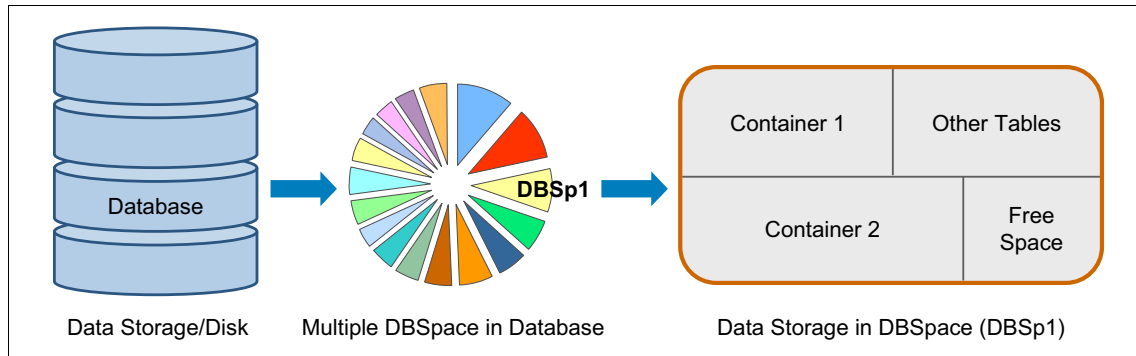 Database
DBSp1
Container 1
Other Tables
Container 2
Free
Space
Data Storage/Disk
Multiple DBSpace in Database
Data Storage in DBSpace (DBSp1)